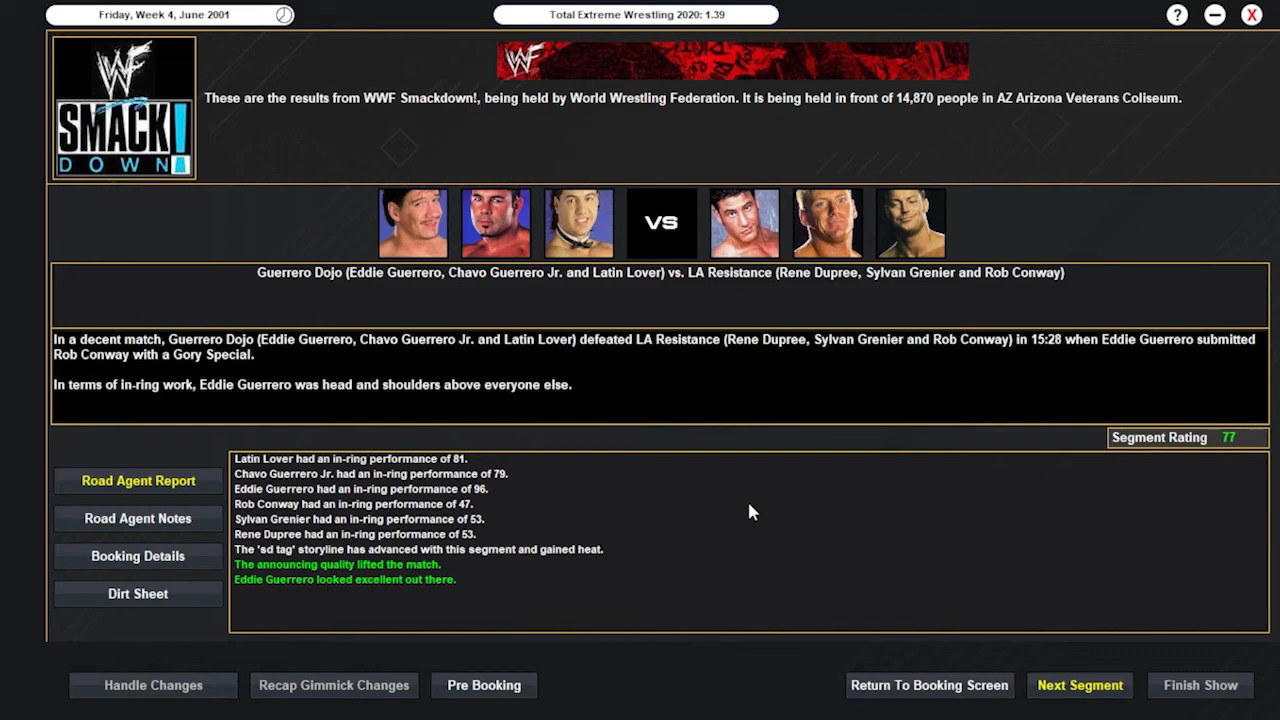 Friday, Week 4, June 2001
Total Extreme Wrestling 2020: 1.39
?
X
WF
SMACK!
DOWN
WF
These are the results from WWF Smackdown!, being held by World Wrestling Federation. It is being held in front of 14,870 people in AZ Arizona Veterans Coliseum.
VS
Guerrero Dojo (Eddie Guerrero, Chavo Guerrero Jr. and Latin Lover) vs. LA Resistance (Rene Dupree, Sylvan Grenier and Rob Conway)
In a decent match, Guerrero Dojo (Eddie Guerrero, Chavo Guerrero Jr. and Latin Lover) defeated LA Resistance (Rene Dupree, Sylvan Grenier and Rob Conway) in 15:28 when Eddie Guerrero submitted
Rob Conway with a Gory Special.
In terms of in-ring work, Eddie Guerrero was head and shoulders above everyone else.
Segment Rating 77
Road Agent Report
Road Agent Notes
Booking Details
Dirt Sheet
Latin Lover had an in-ring performance of 81.
Chavo Guerrero Jr. had an in-ring performance of 79.
Eddie Guerrero had an in-ring performance of 96.
Rob Conway had an in-ring performance of 47.
Sylvan Grenier had an in-ring performance of 53.
Rene Dupree had an in-ring performance of 53.
The 'sd tag' storyline has advanced with this segment and gained heat.
The announcing quality lifted the match.
Eddie Guerrero looked excellent out there.
Handle Changes
Recap Gimmick Changes
Pre Booking
Return To Booking Screen
Next Segment
Finish Show